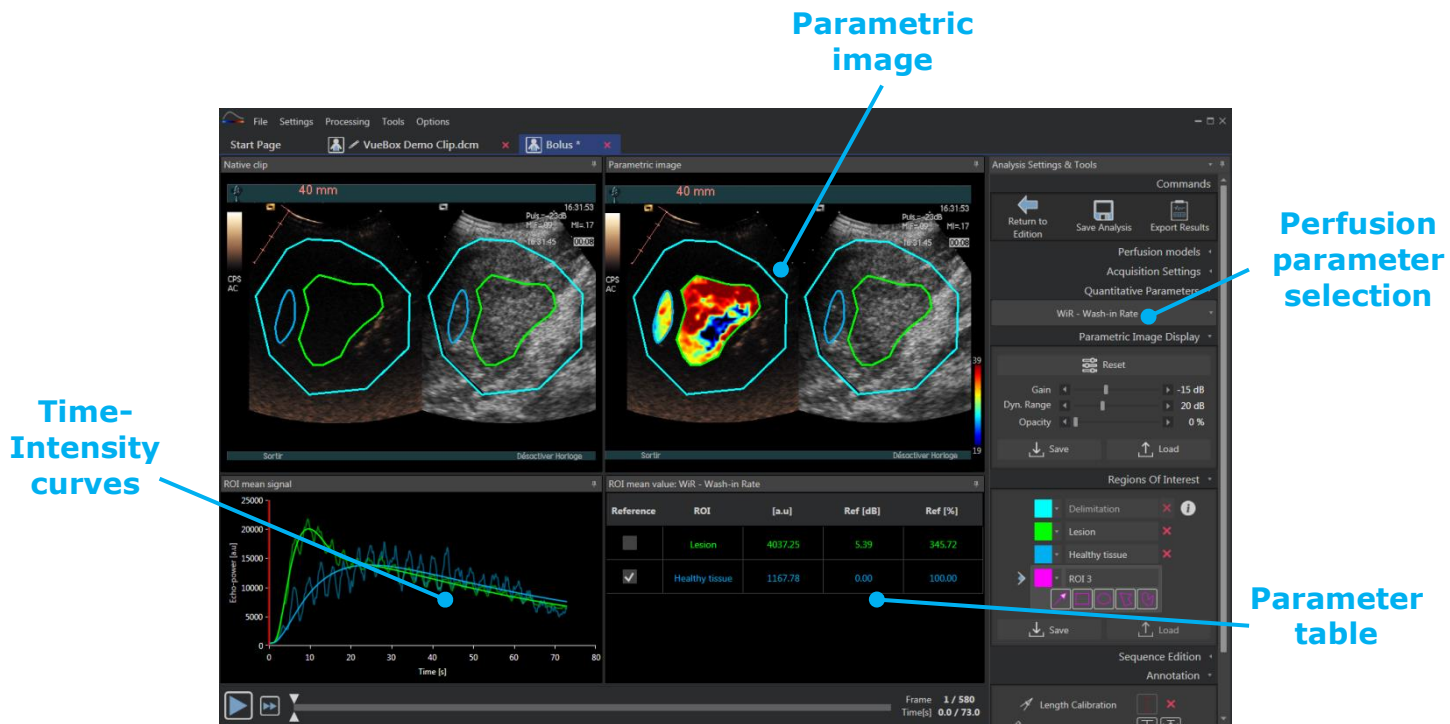 Parametric
image
File Settings Processing Tools Options
Start Page VueBox Demo Clip.dcm Bolus *
Native clip
40 mm
16:31:53
Puls.=-23dB
MI=.17
16:31:45 00:08
CPS
AC
Sortir Désactiver Horloge
Parametric image
40 mm
16:31:53
Puls.=-23dB
MI=.17
16:31:45 00:08
CPS
AC
39
19
Sortir Désactiver Horloge
Analysis Settings & Tools
Commands
Return to
Edition
Save Analysis
Export Results
Perfusion models
Acquisition Settings
Quantitative Parameters
WiR - Wash-in Rate
Parametric Image Display
Reset
Gain -15 dB
Dyn. Range 20 dB
Opacity 0 %
Save Load
Regions Of Interest
Delimitation
Lesion
Healthy tissue
ROI 3
Save Load
Sequence Edition
Annotation
Length Calibration
Perfusion
parameter
selection
Time-
Intensity
curves
ROI mean signal
Echo-power [a.u]
25000
20000
15000
10000
5000
0
0 10 20 30 40 50 60 70 80
Time [s]
ROI mean value: WiR - Wash-in Rate
Reference ROI [a.u] Ref [dB] Ref [%]
Lesion 4037.25 5.39 345.72
Healthy tissue 1167.78 0.00 100.00
Parameter
table
Frame 1 / 580
Time[s] 0.0 / 73.0